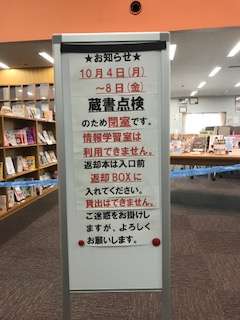 ★お知らせ★
10月4日(月)
～8日(金)
蔵書点検
のため閉室です。
情報学習室は
利用できません。
返却本は入口前
返却BOXに
入れてください。
貸出はできません。
ご迷惑をお掛けし
ますが、よろしく
お願いします。